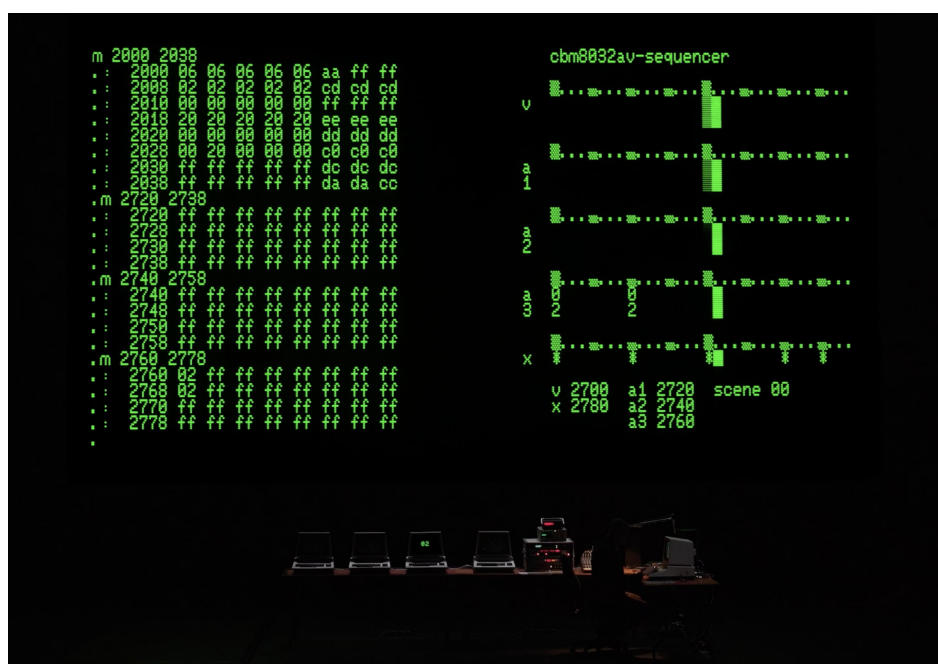 m 2000 2038
.: 2000 06 06 06 06 06 aa ff ff
.: 2008 02 02 02 02 02 cd cd cd
.: 2010 00 00 00 00 00 ff ff ff
.: 2018 20 20 20 20 20 ee ee ee
.: 2020 00 00 00 00 00 dd dd dd
.: 2028 00 20 00 00 00 c0 c0 c0
.: 2030 ff ff ff ff ff dc dc dc
.: 2038 ff ff ff ff ff da da cc
.m 2720 2738
.: 2720 ff ff ff ff ff ff ff ff
.: 2728 ff ff ff ff ff ff ff ff
.: 2730 ff ff ff ff ff ff ff ff
.: 2738 ff ff ff ff ff ff ff ff
.m 2740 2758
.: 2740 ff ff ff ff ff ff ff ff
.: 2748 ff ff ff ff ff ff ff ff
.: 2750 ff ff ff ff ff ff ff ff
.: 2758 ff ff ff ff ff ff ff ff
.m 2760 2778
.: 2760 02 ff ff ff ff ff ff ff
.: 2768 02 ff ff ff ff ff ff ff
.: 2770 ff ff ff ff ff ff ff ff
.: 2778 ff ff ff ff ff ff ff ff
.
cbm8032av-sequencer
v
a
1
a
2
a 0 0
3 2 2
x * * * * *
v 2700 a1 2720 scene 00
x 2780 a2 2740
a3 2760
02